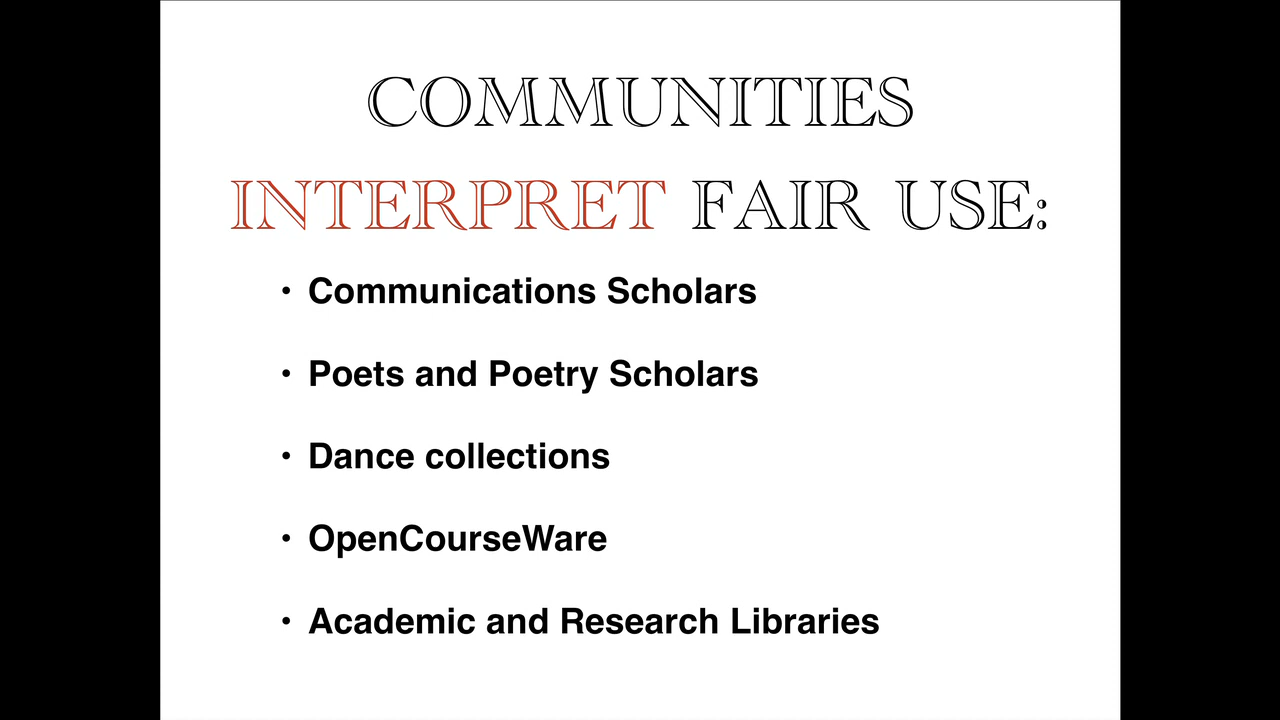 COMMUNITIES
INTERPRET FAIR USE:
• Communications Scholars
• Poets and Poetry Scholars
• Dance collections
• OpenCourseWare
• Academic and Research Libraries